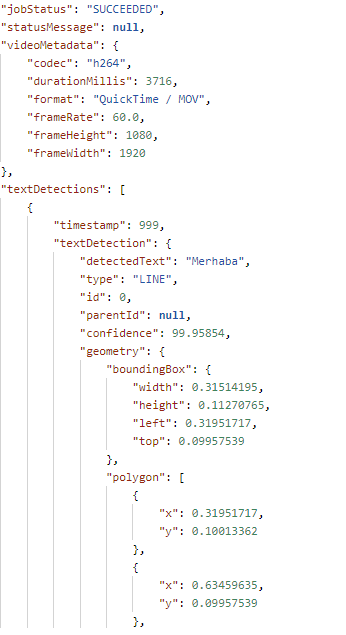 "jobStatus": "SUCCEEDED",
"statusMessage": null,
"videoMetadata": {
"codec": "h264",
"durationMillis": 3716,
"format": "QuickTime / MOV",
"frameRate": 60.0,
"frameHeight": 1080,
"frameWidth": 1920
},
"textDetections": [
{
"timestamp": 999,
"textDetection": {
"detectedText": "Merhaba",
"type": "LINE",
"id": 0,
"parentId": null,
"confidence": 99.95854,
"geometry": {
"boundingBox": {
"width": 0.31514195,
"height": 0.11270765,
"left": 0.31951717,
"top": 0.09957539
},
"polygon": [
{
"x": 0.31951717,
"y": 0.10013362
},
{
"x": 0.63459635,
"y": 0.09957539
},